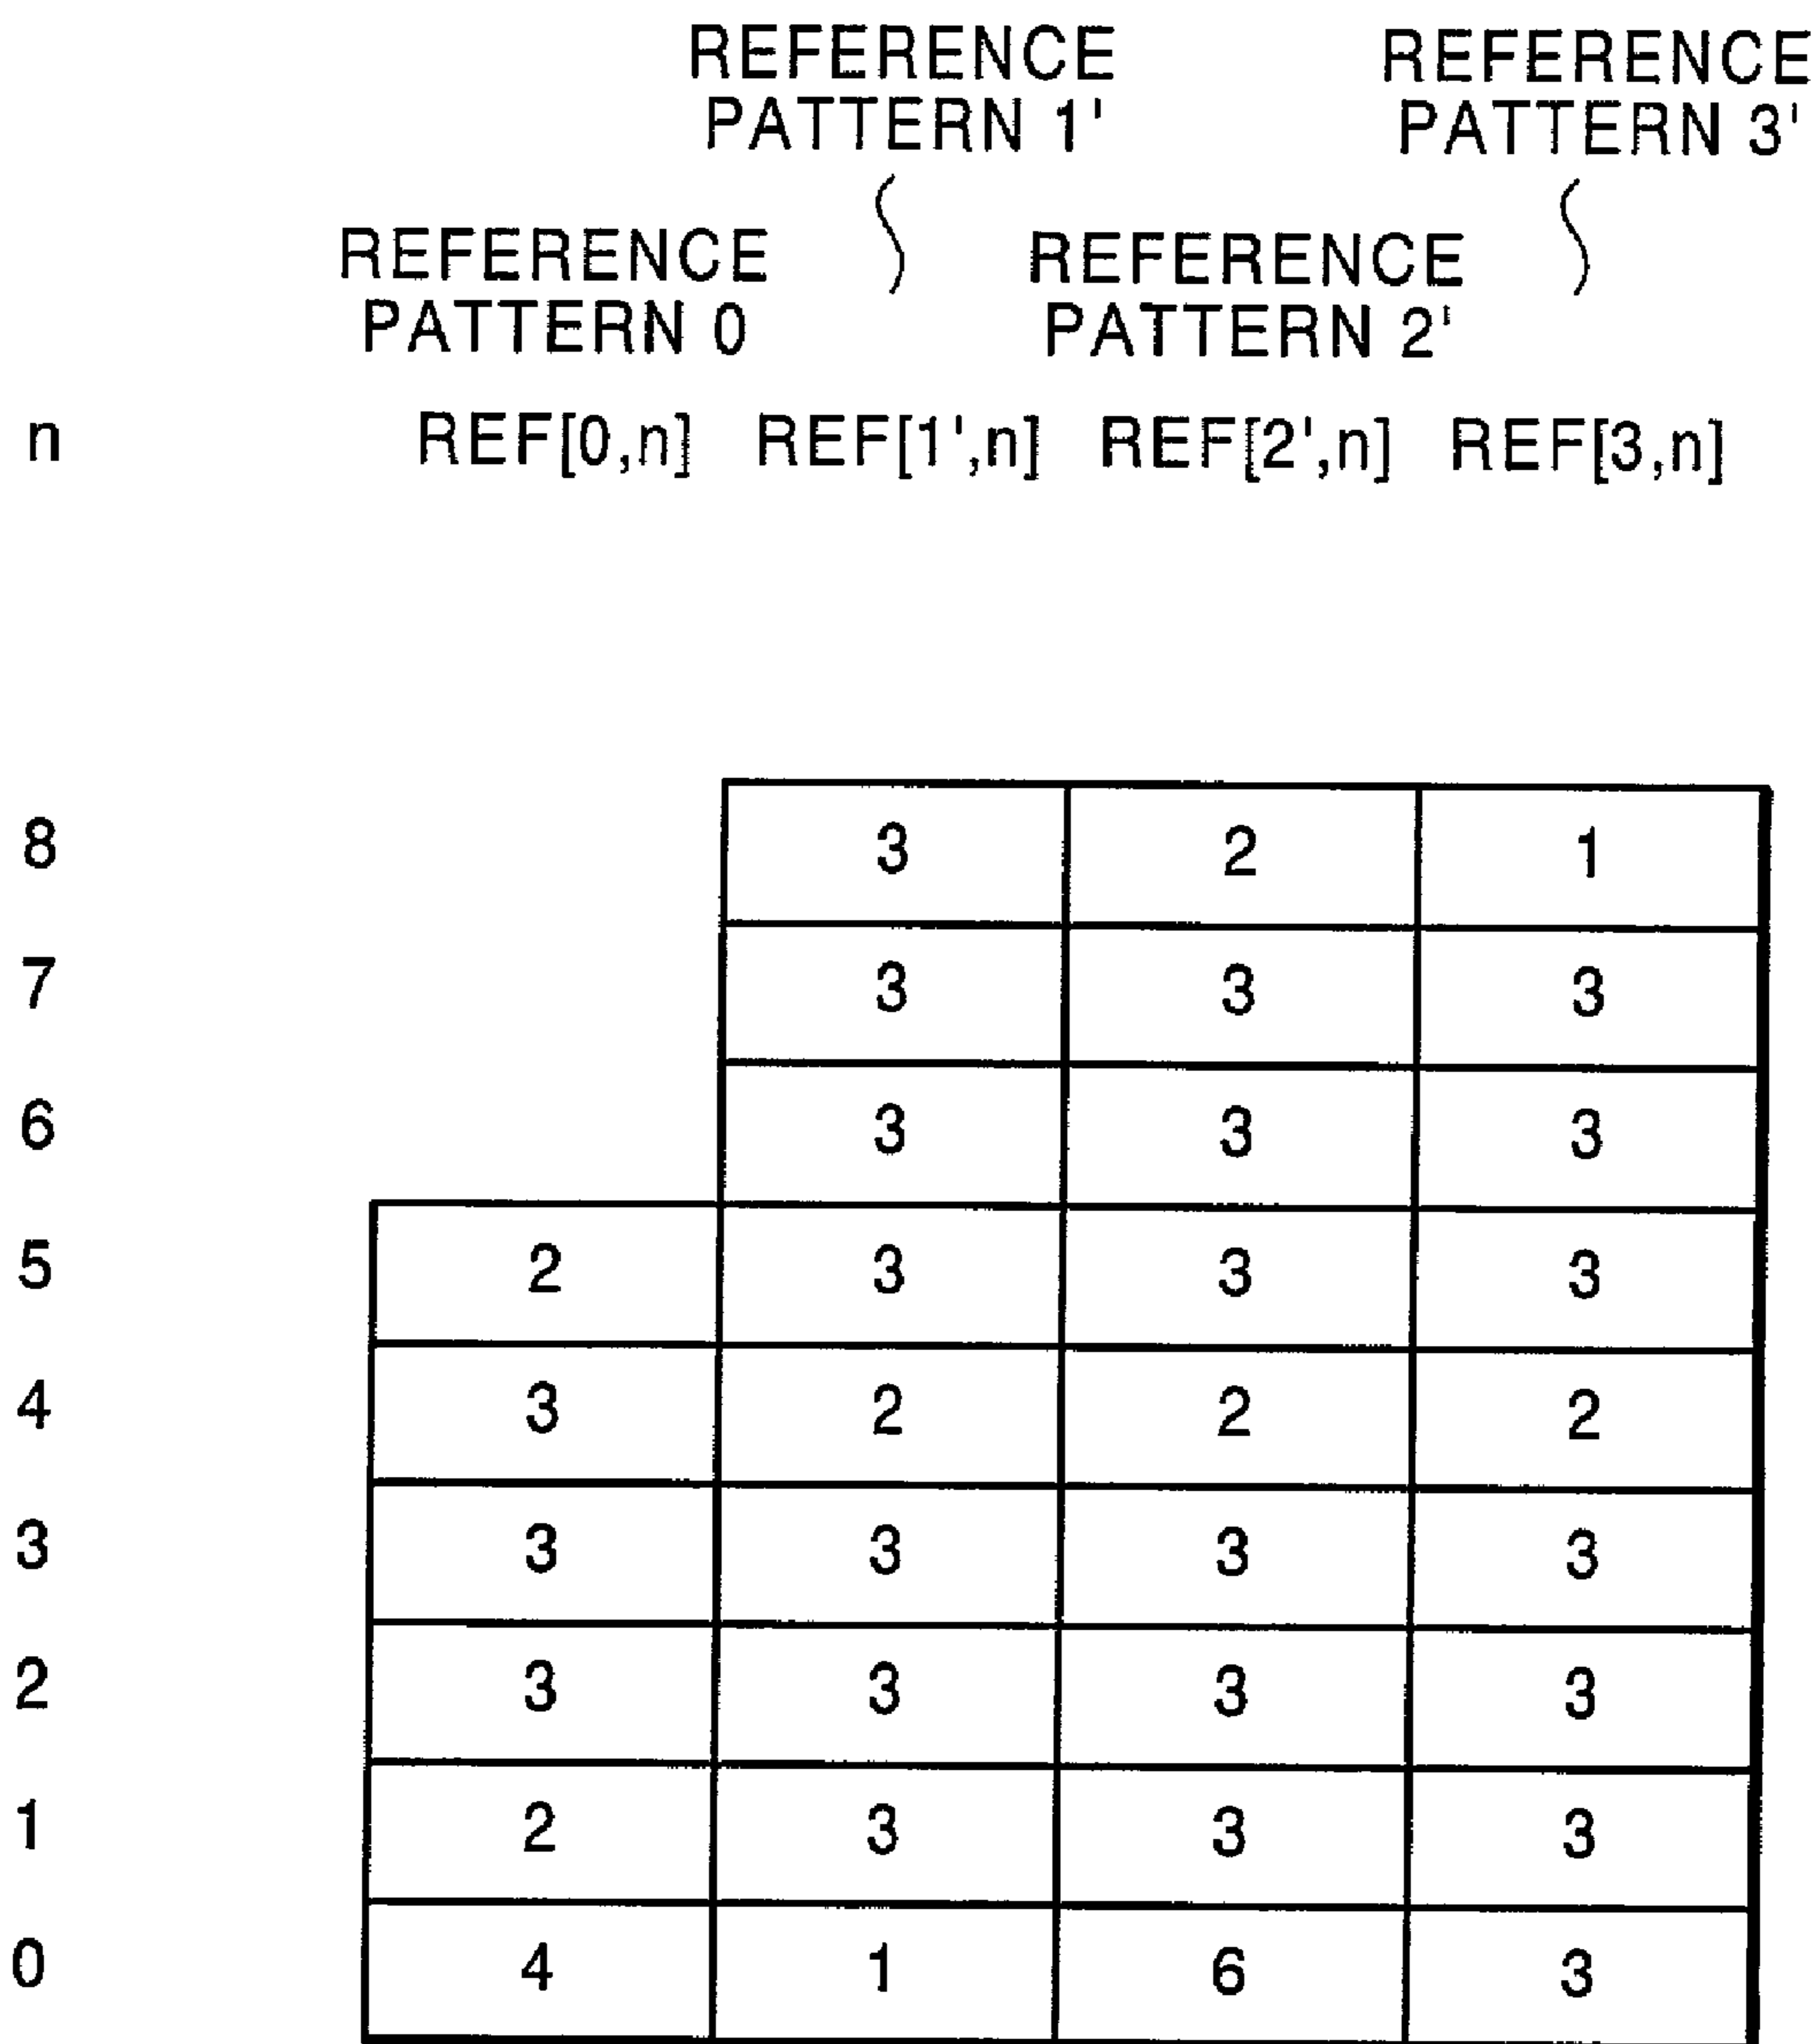 REFERENCE PATTERN 1'
REFERENCE PATTERN 3'
REFERENCE PATTERN 0
REFERENCE PATTERN 2'
n REF[0,n] REF[1',n] REF[2',n] REF[3,n]
8 3 2 1
7 3 3 3
6 3 3 3
5 2 3 3 3
4 3 2 2 2
3 3 3 3 3
2 3 3 3 3
1 2 3 3 3
0 4 1 6 3